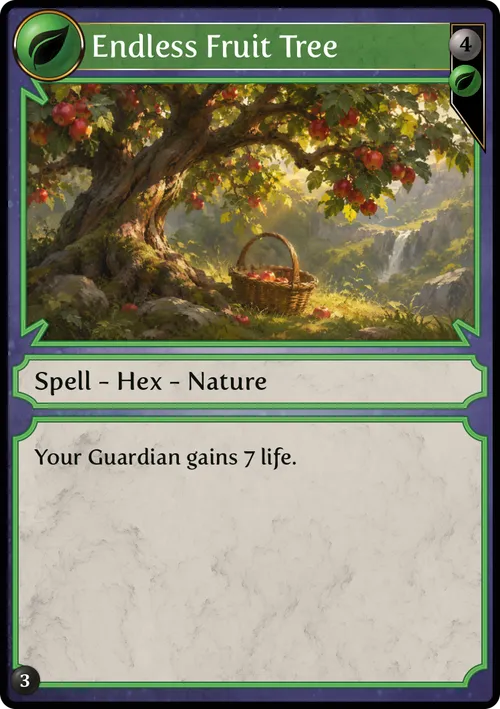 Endless Fruit Tree
4
Spell - Hex - Nature
Your Guardian gains 7 life.
3